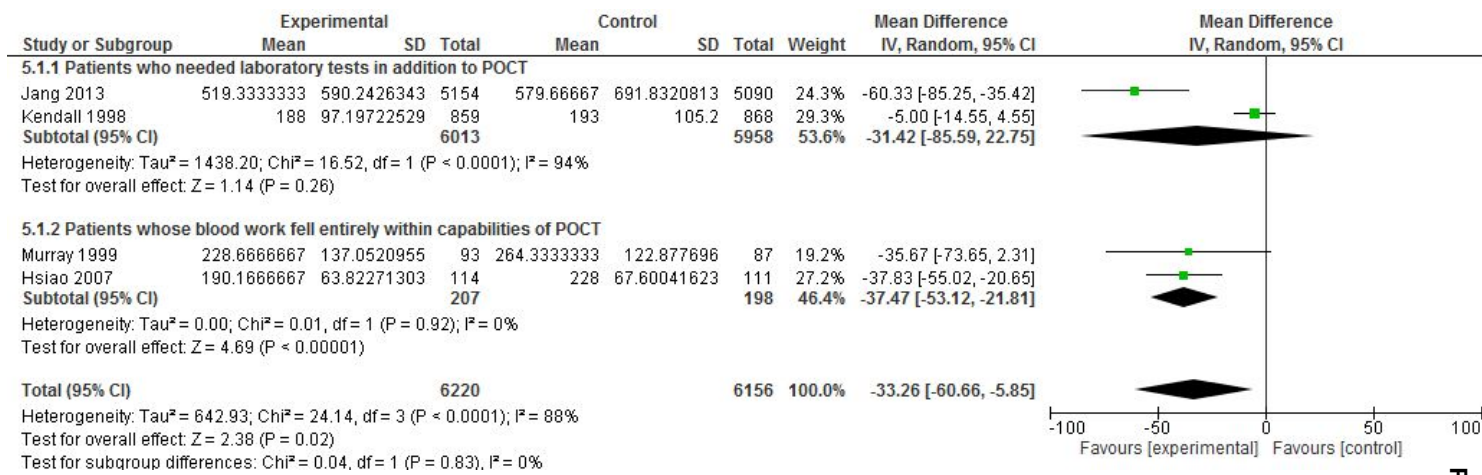 Experimental Control Mean Difference Mean Difference
Study or Subgroup Mean SD Total Mean SD Total Weight IV, Random, 95% CI IV, Random, 95% CI
5.1.1 Patients who needed laboratory tests in addition to POCT
Jang 2013 519.3333333 590.2426343 5154 579.66667 691.8320813 5090 24.3% -60.33 [-85.25, -35.42]
Kendall 1998 188 97.19722529 859 193 105.2 868 29.3% -5.00 [-14.55, 4.55]
Subtotal (95% CI) 6013 5958 53.6% -31.42 [-85.59, 22.75]
Heterogeneity: Tau² = 1438.20; Chi² = 16.52, df = 1 (P < 0.0001); I² = 94%
Test for overall effect: Z = 1.14 (P = 0.26)
5.1.2 Patients whose blood work fell entirely within capabilities of POCT
Murray 1999 228.6666667 137.0520955 93 264.3333333 122.877696 87 19.2% -35.67 [-73.65, 2.31]
Hsiao 2007 190.1666667 63.82271303 114 228 67.60041623 111 27.2% -37.83 [-55.02, -20.65]
Subtotal (95% CI) 207 198 46.4% -37.47 [-53.12, -21.81]
Heterogeneity: Tau² = 0.00; Chi² = 0.01, df = 1 (P = 0.92); I² = 0%
Test for overall effect: Z = 4.69 (P < 0.00001)
Total (95% CI) 6220 6156 100.0% -33.26 [-60.66, -5.85]
Heterogeneity: Tau² = 642.93; Chi² = 24.14, df = 3 (P < 0.0001); I² = 88%
Test for overall effect: Z = 2.38 (P = 0.02)
Test for subgroup differences: Chi² = 0.04, df = 1 (P = 0.83), I² = 0%
-100 -50 0 50 100
Favours [experimental] Favours [control]